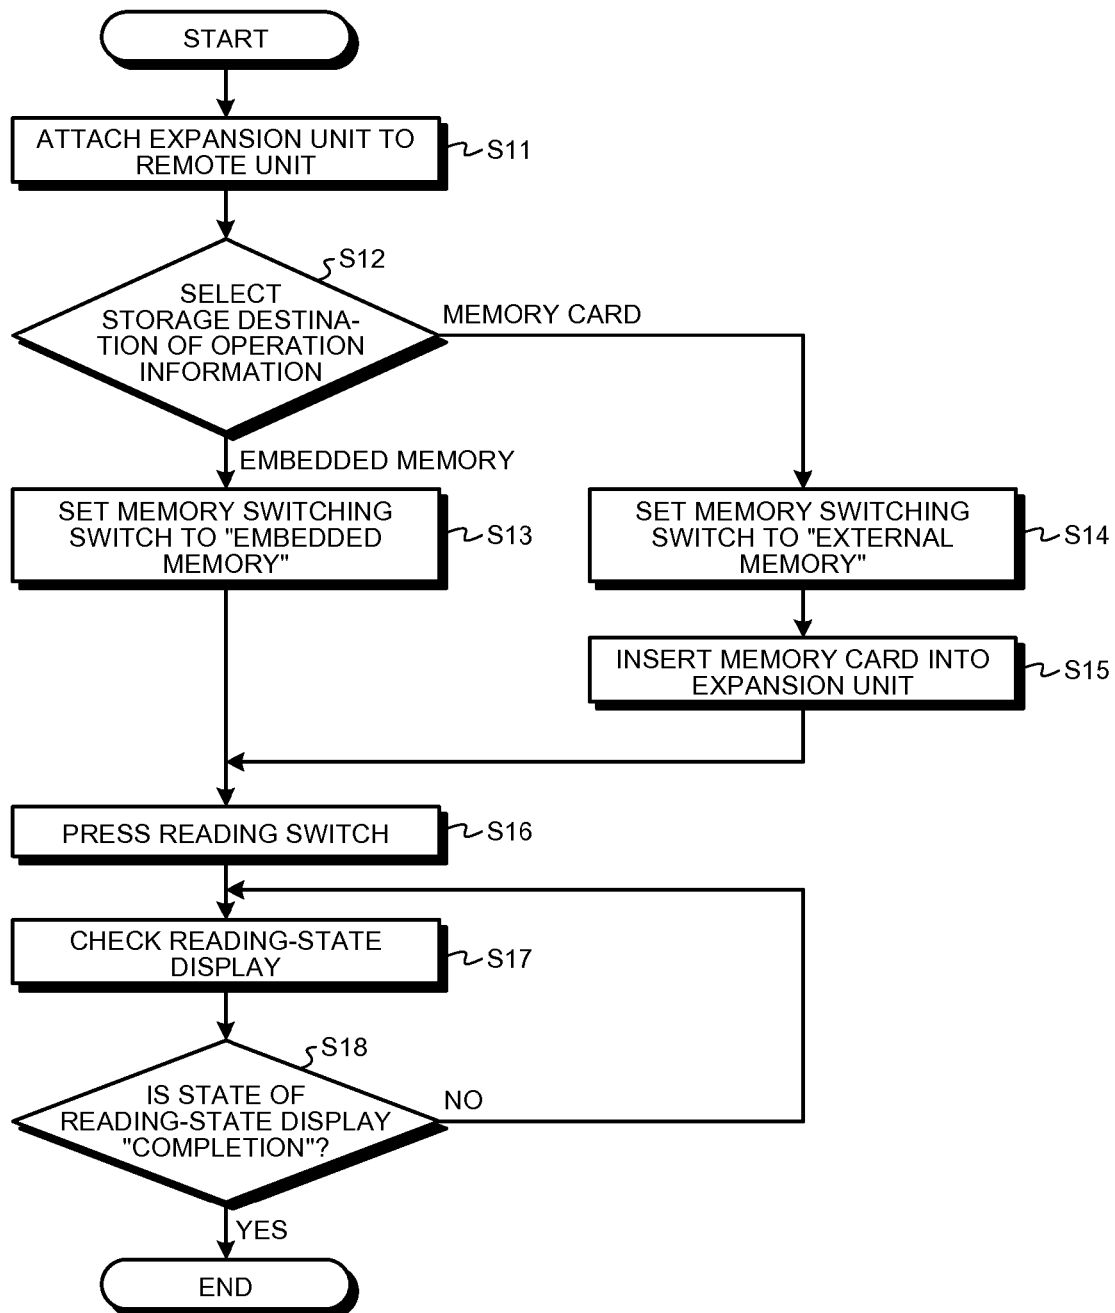 START
ATTACH EXPANSION UNIT TO
REMOTE UNIT
S11
S12
SELECT
STORAGE DESTINA-
TION OF OPERATION
INFORMATION
MEMORY CARD
EMBEDDED MEMORY
SET MEMORY SWITCHING
SWITCH TO "EMBEDDED
MEMORY"
S13
SET MEMORY SWITCHING
SWITCH TO "EXTERNAL
MEMORY"
S14
INSERT MEMORY CARD INTO
EXPANSION UNIT
S15
PRESS READING SWITCH
S16
CHECK READING-STATE
DISPLAY
S17
S18
IS STATE OF
READING-STATE DISPLAY
"COMPLETION"?
NO
YES
END